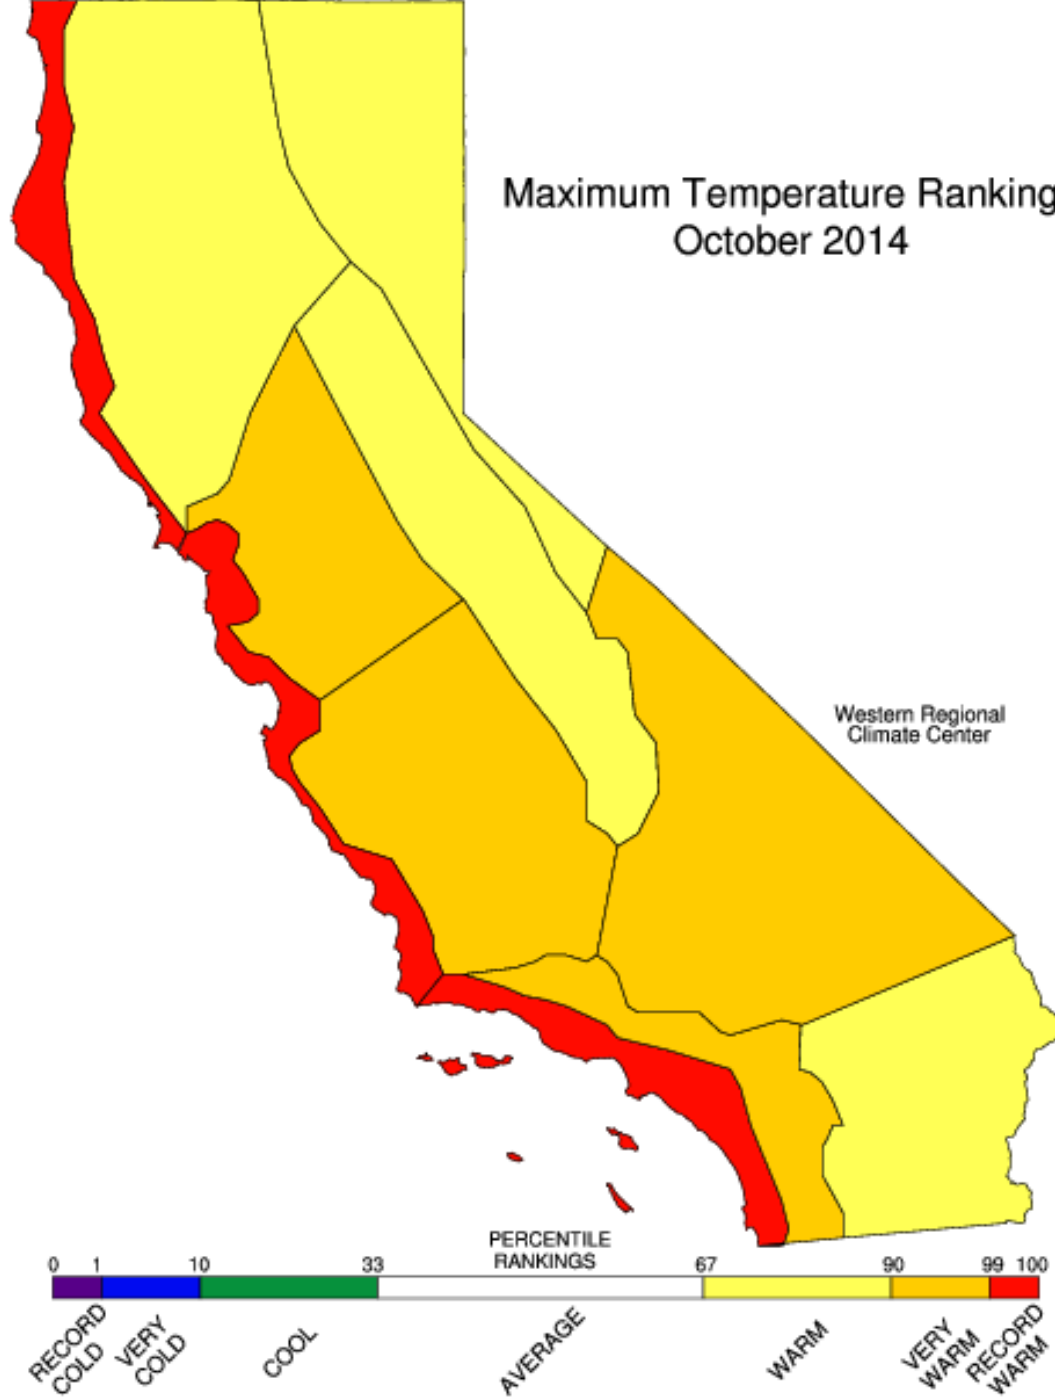 Maximum Temperature Ranking
October 2014
Western Regional
Climate Center
PERCENTILE
RANKINGS
0 1 10 33 67 90 99 100
RECORD
COLD
VERY
COLD
COOL
AVERAGE
WARM
VERY
WARM
RECORD
WARM